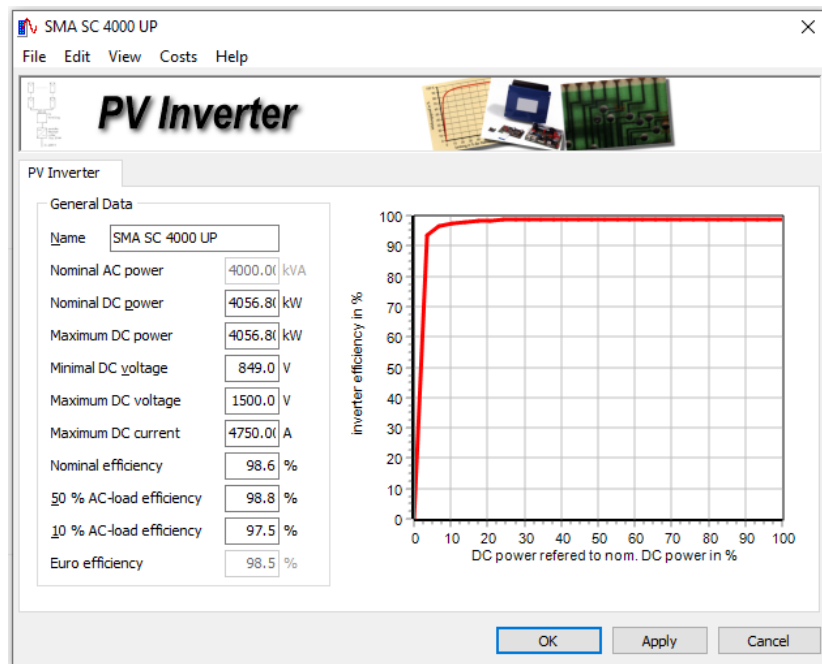 SMA SC 4000 UP
File Edit View Costs Help
PV Inverter
PV Inverter
General Data
Name SMA SC 4000 UP
Nominal AC power 4000.0( kVA
Nominal DC power 4056.8( kW
Maximum DC power 4056.8( kW
Minimal DC voltage 849.0 V
Maximum DC voltage 1500.0 V
Maximum DC current 4750.0( A
Nominal efficiency 98.6 %
50 % AC-load efficiency 98.8 %
10 % AC-load efficiency 97.5 %
Euro efficiency 98.5 %
inverter efficiency in %
100
90
80
70
60
50
40
30
20
10
0
0 10 20 30 40 50 60 70 80 90 100
DC power refered to nom. DC power in %
OK Apply Cancel